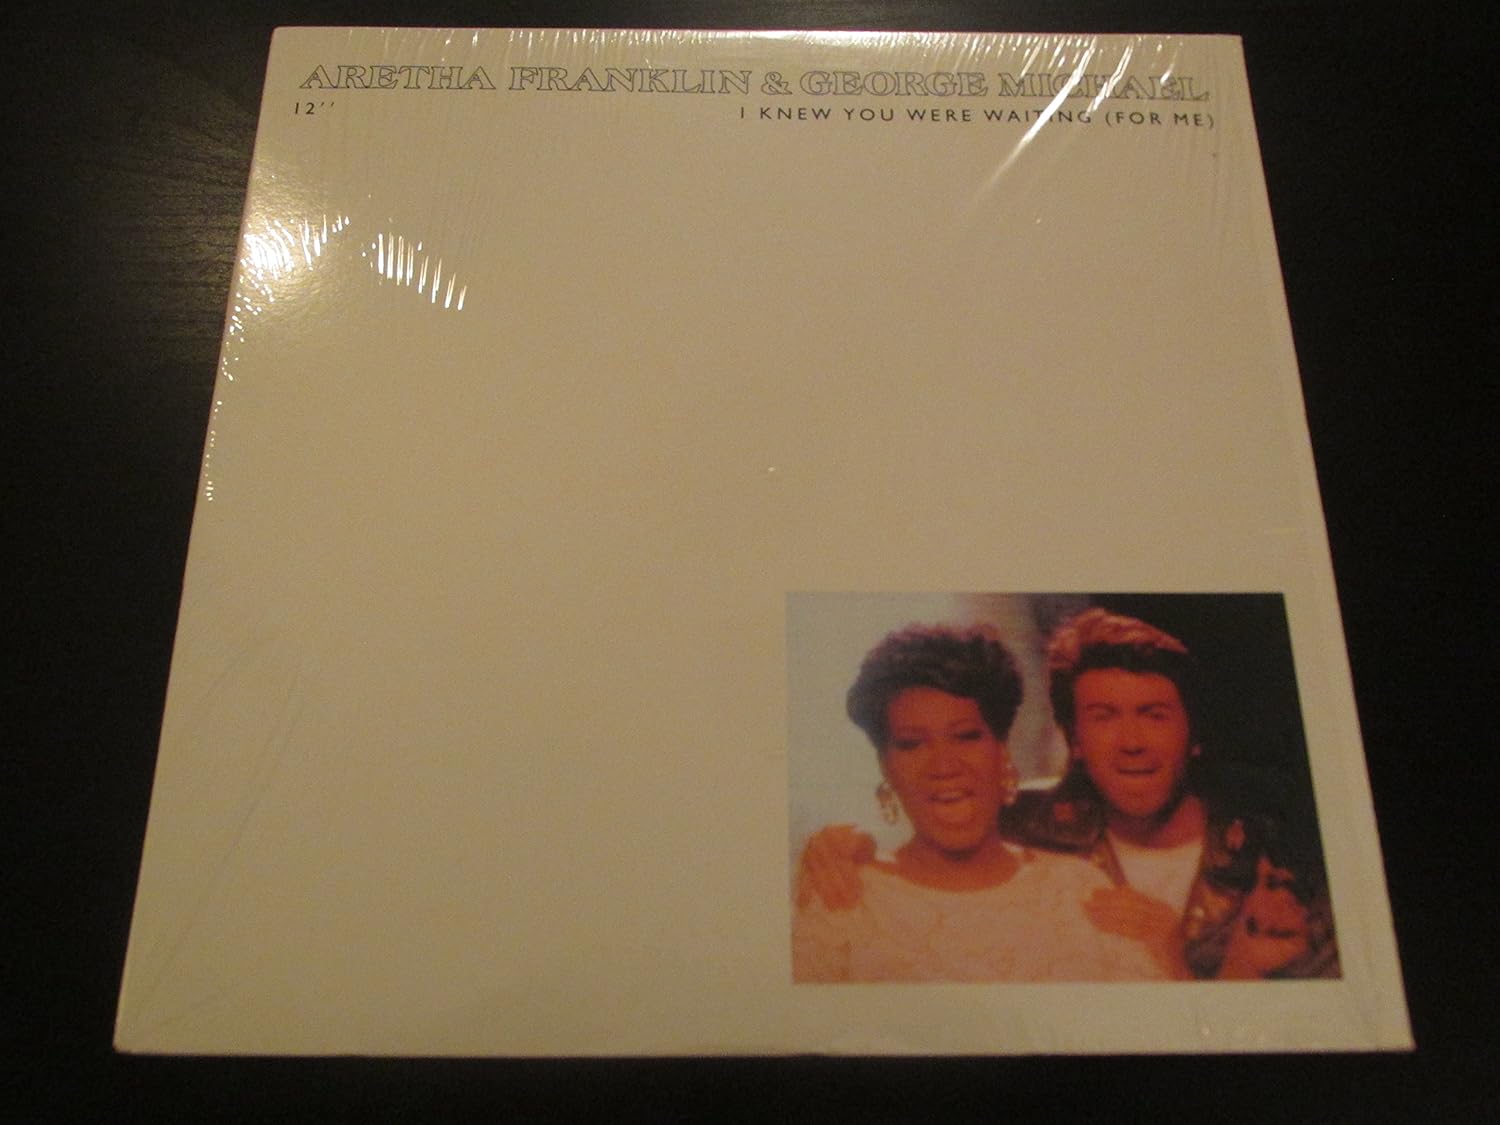 ARETHA FRANKLIN & GEORGE MICHAEL
12'' I KNEW YOU WERE WAITING (FOR ME)